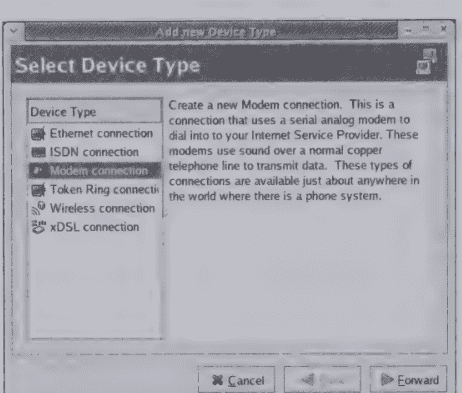 Add new Device Type
Select Device Type
Device Type
Ethernet connection
ISDN connection
Modem connection
Token Ring connectio
Wireless connection
xDSL connection
Create a new Modem connection. This is a
connection that uses a serial analog modem to
dial into to your Internet Service Provider. These
modems use sound over a normal copper
telephone line to transmit data. These types of
connections are available just about anywhere in
the world where there is a phone system.
Cancel
Forward